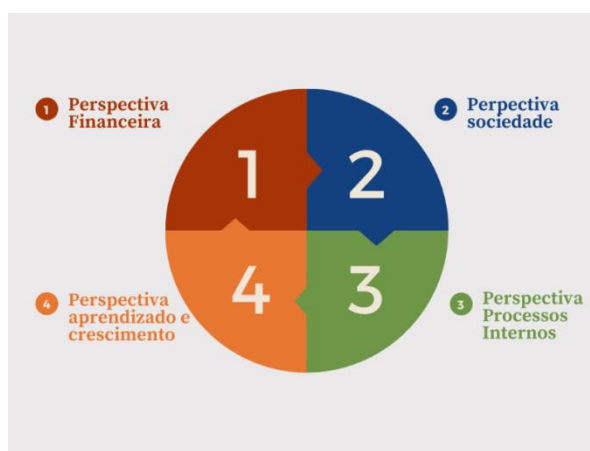 1 Perspectiva
Financeira
2 Perpectiva
sociedade
1 2
4 3
4 Perspectiva
aprendizado e
crescimento
3 Perspectiva
Processos
Internos